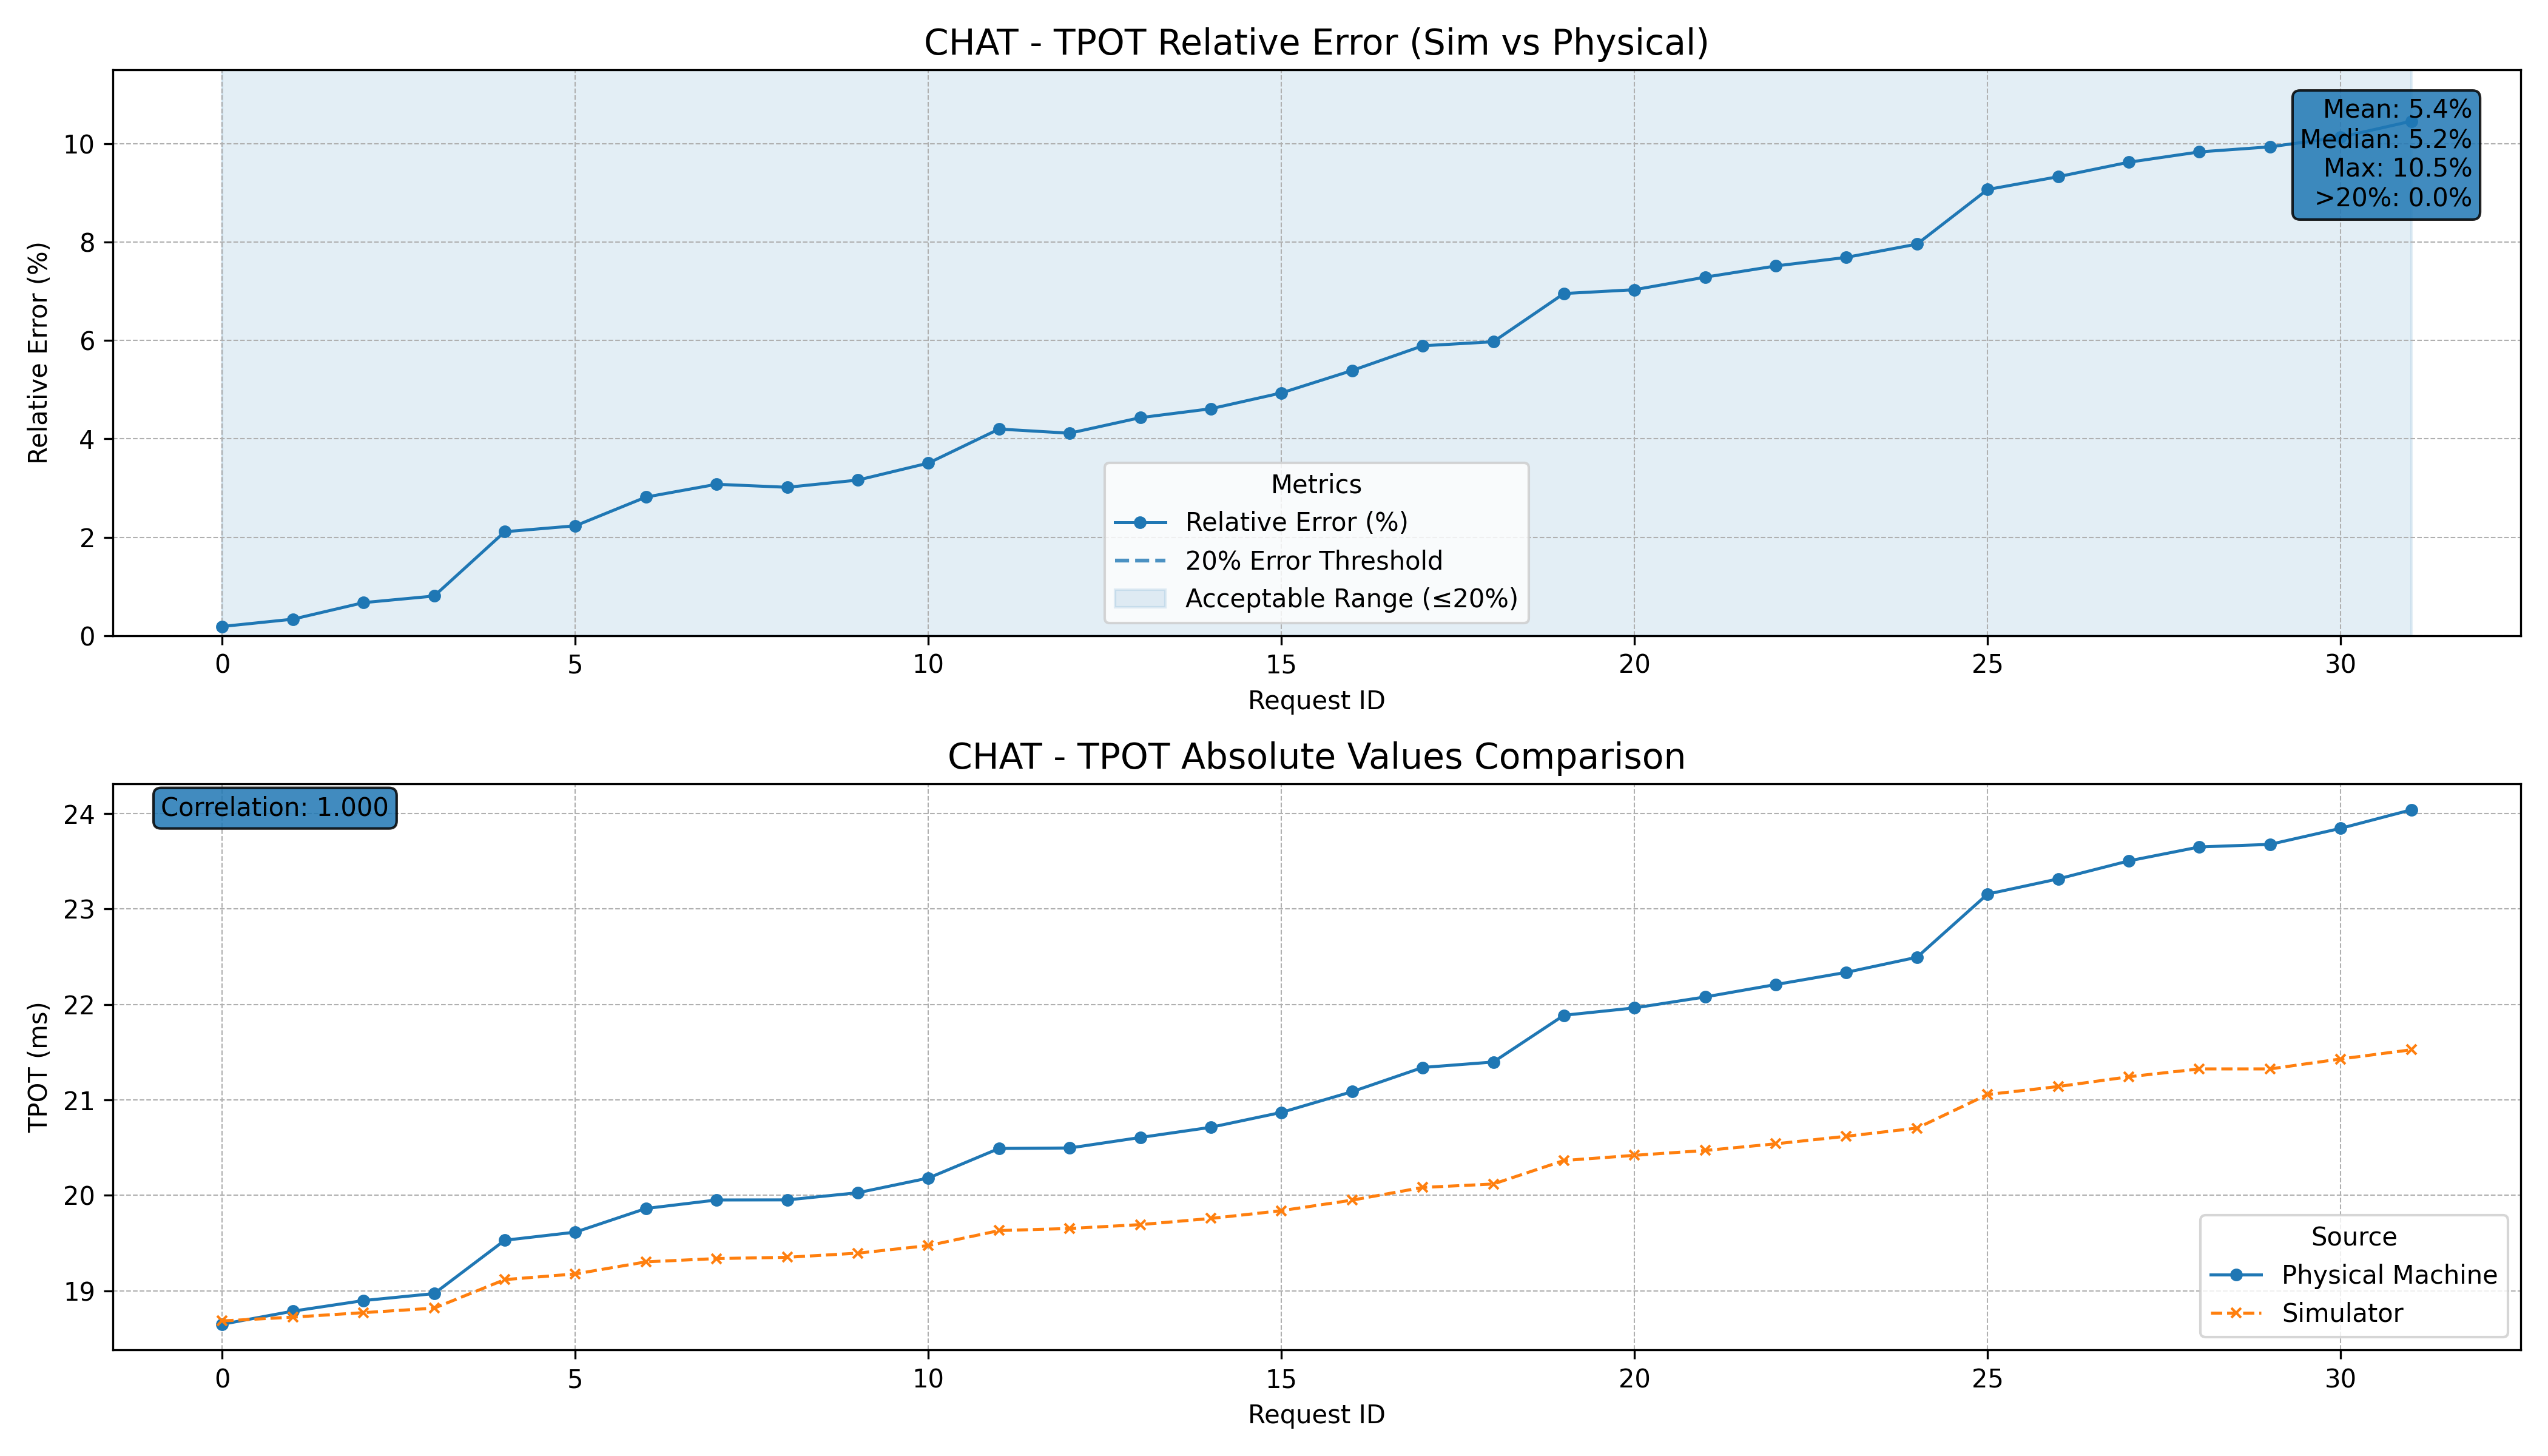 CHAT - TPOT Relative Error (Sim vs Physical)
Relative Error (%)
10
8
6
4
2
0
Mean: 5.4%
Median: 5.2%
Max: 10.5%
>20%: 0.0%
Metrics
Relative Error (%)
20% Error Threshold
Acceptable Range (≤20%)
0 5 10 15 20 25 30
Request ID
CHAT - TPOT Absolute Values Comparison
TPOT (ms)
24
23
22
21
20
19
Correlation: 1.000
Source
Physical Machine
Simulator
0 5 10 15 20 25 30
Request ID